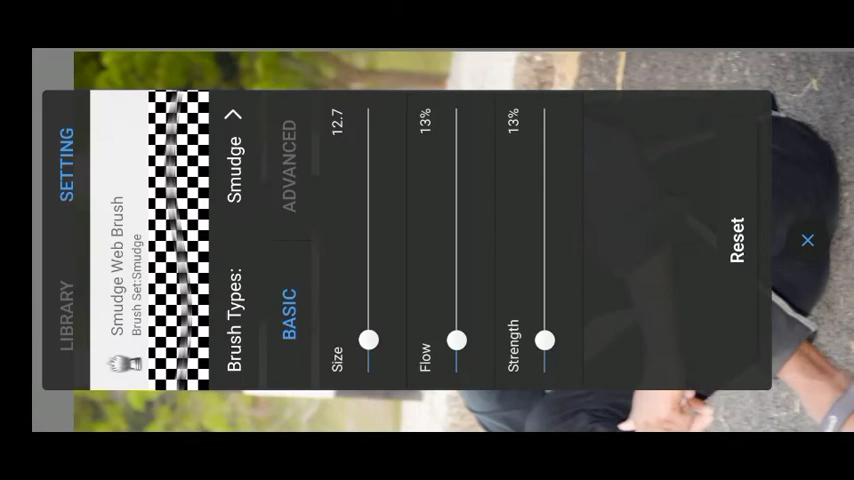 LIBRARY SETTING
Smudge Web Brush
Brush Set:Smudge
Brush Types: Smudge >
BASIC ADVANCED
Size 12.7
Flow 13%
Strength 13%
Reset